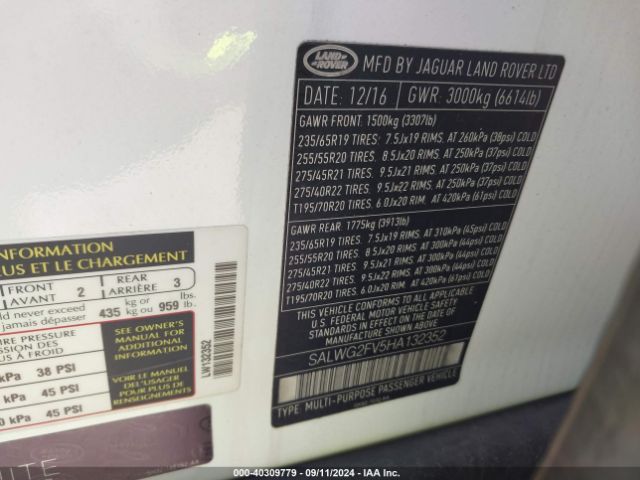 LAND ROVER
MFD BY JAGUAR LAND ROVER LTD
DATE: 12/16 GWR: 3000kg (6614lb)
GAWR FRONT. 1500kg (3307lb)
235/65R19 TIRES: 7.5Jx19 RIMS. AT 260kPa (38psi) COLD
255/55R20 TIRES: 8.5Jx20 RIMS. AT 250kPa (37psi) COLD
275/45R21 TIRES: 9.5Jx21 RIMS. AT 250kPa (37psi) COLD
275/40R22 TIRES: 9.5Jx22 RIMS. AT 250kPa (37psi) COLD
T195/70R20 TIRES: 6.0Jx20 RIM. AT 420kPa (61psi) COLD
GAWR REAR. 1775kg (3913lb)
235/65R19 TIRES. 7.5Jx19 RIMS. AT 310kPa (45psi) COLD
255/55R20 TIRES. 8.5Jx20 RIMS. AT 300kPa (44psi) COLD
275/45R21 TIRES. 9.5Jx21 RIMS. AT 300kPa (44psi) COLD
275/40R22 TIRES. 9.5Jx22 RIMS. AT 300kPa (44psi) COLD
T195/70R20 TIRES. 6.0Jx20 RIM. AT 420kPa (61psi) COLD
THIS VEHICLE CONFORMS TO ALL APPLICABLE
FEDERAL MOTOR VEHICLE SAFETY
STANDARDS IN EFFECT ON THE DATE
OF MANUFACTURE SHOWN ABOVE.
SALWG2FV5HA132352
TYPE: MULTI-PURPOSE PASSENGER VEHICLE
INFORMATION
PLUS ET LE CHARGEMENT
FRONT
AVANT 2
REAR
ARRIÈRE 3
ld never exceed
jamais dépasser 435 kg or kg ou 959 lbs. lb.
PRESSURE
PRESSION DES
À FROID
SEE OWNER'S
MANUAL FOR
ADDITIONAL
INFORMATION
VOIR LE MANUEL
DE L'USAGER
POUR PLUS DE
RENSEIGNEMENTS
kPa 38 PSI
kPa 45 PSI
0 kPa 45 PSI
LW132352
ITE
000-40309779 - 09/11/2024 - IAA Inc.